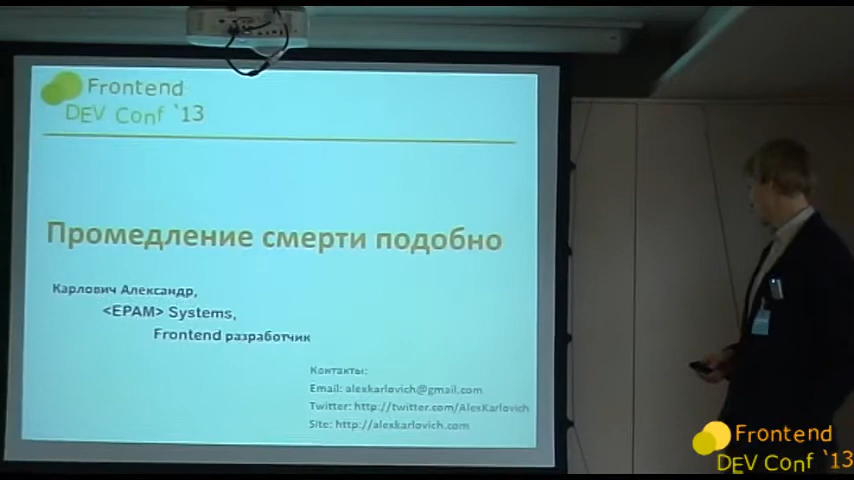 Frontend
DEV Conf `13
Промедление смерти подобно
Карлович Александр,
<EPAM> Systems,
Frontend разработчик
Контакты:
Email: alexkarlovich@gmail.com
Twitter: http://twitter.com/AlexKarlovich
Site: http://alexkarlovich.com
Frontend
DEV Conf `13